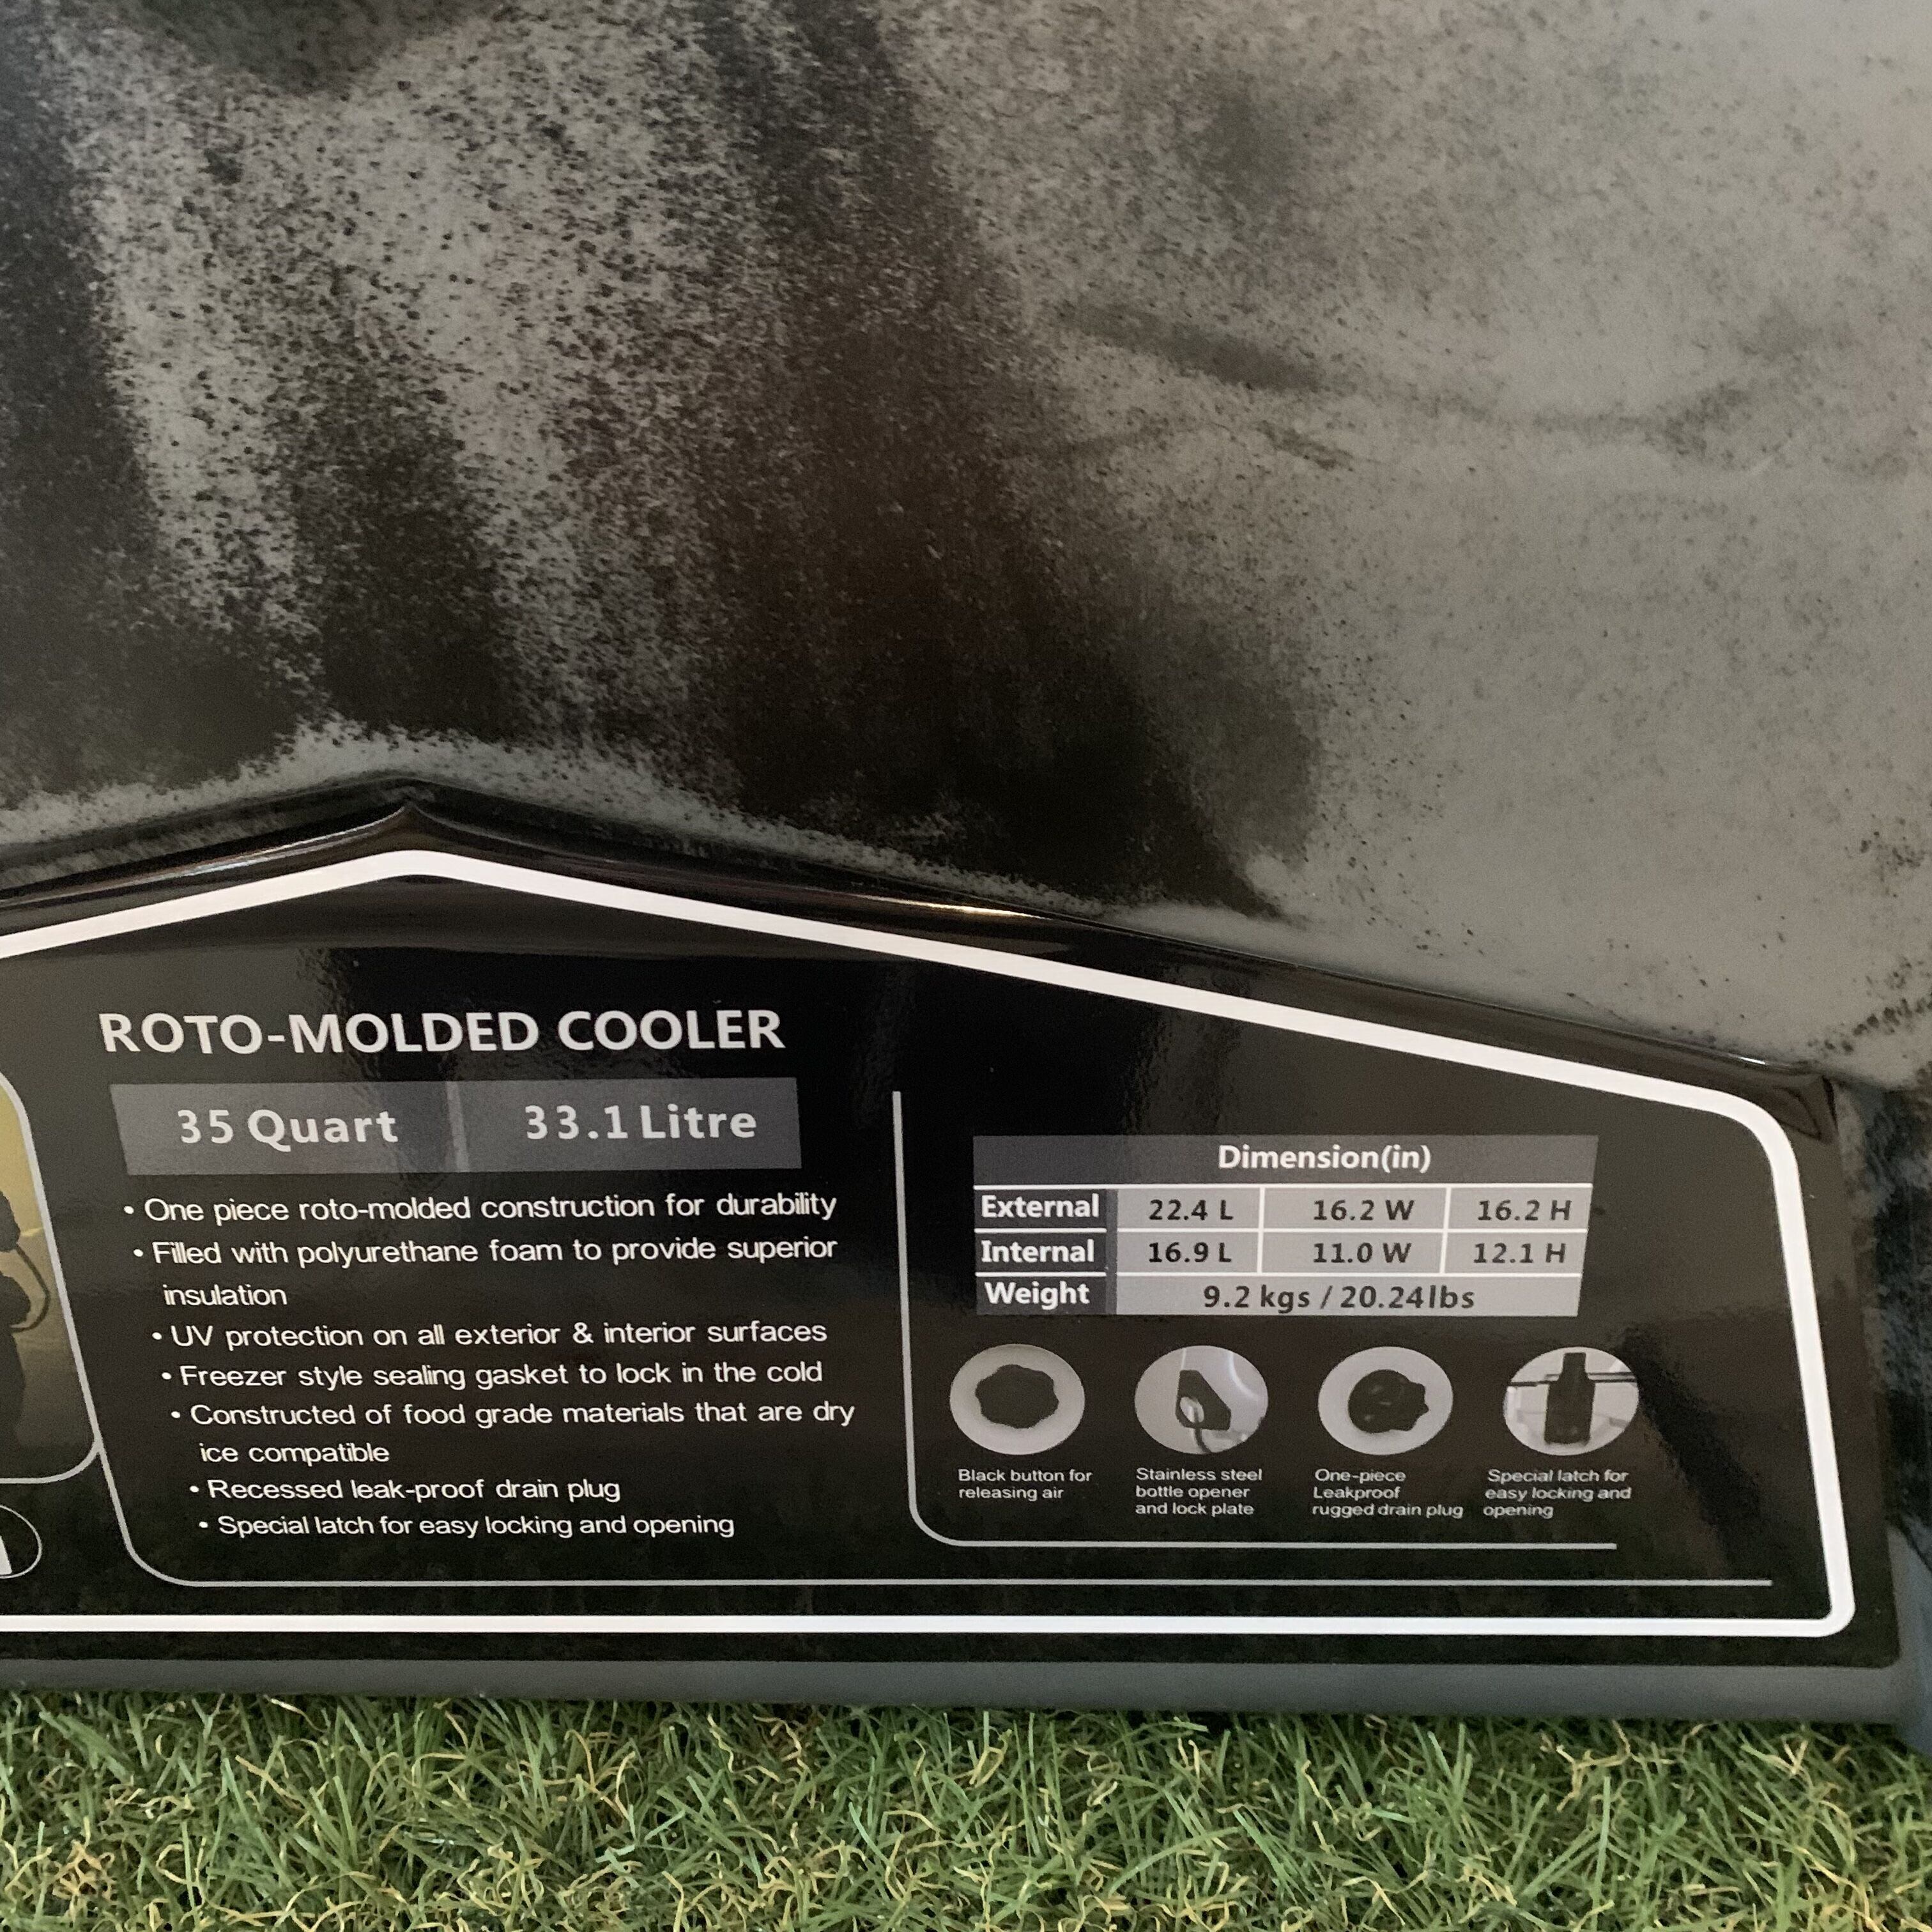 ROTO-MOLDED COOLER
35 Quart 33.1 Litre
• One piece roto-molded construction for durability
• Filled with polyurethane foam to provide superior
insulation
• UV protection on all exterior & interior surfaces
• Freezer style sealing gasket to lock in the cold
• Constructed of food grade materials that are dry
ice compatible
• Recessed leak-proof drain plug
• Special latch for easy locking and opening
Dimension(in)
External 22.4 L 16.2 W 16.2 H
Internal 16.9 L 11.0 W 12.1 H
Weight 9.2 kgs / 20.24lbs
Black button for
releasing air
Stainless steel
bottle opener
and lock plate
One-piece
Leakproof
rugged drain plug
Special latch for
easy locking and
opening